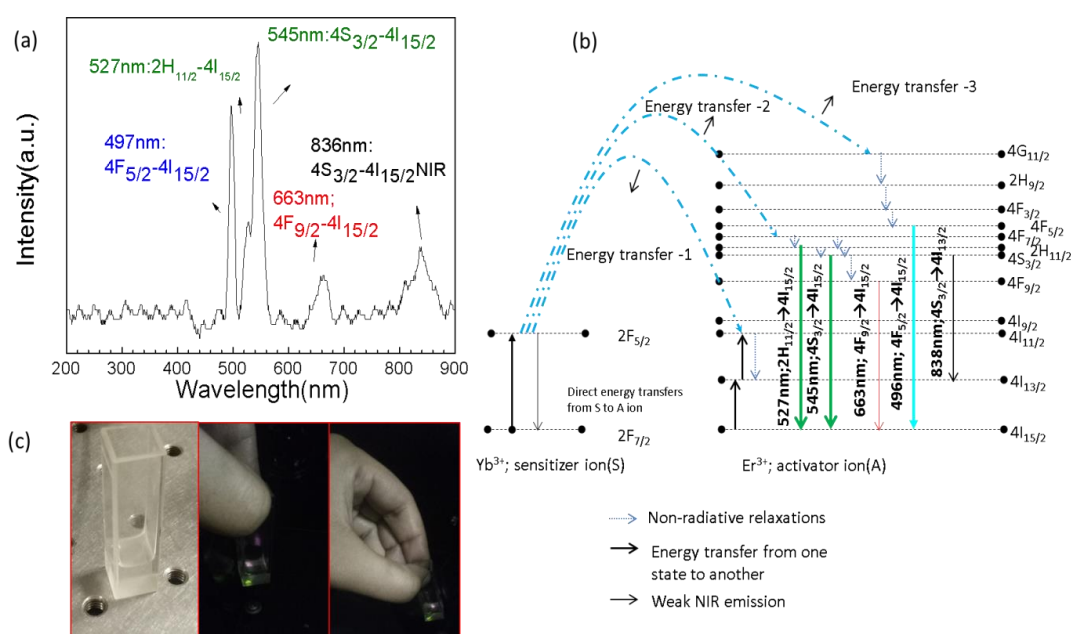 (a)
545nm:4S3/2-4I15/2
527nm:2H11/2-4I15/2
497nm:
4F5/2-4I15/2
836nm:
4S3/2-4I15/2NIR
663nm;
4F9/2-4I15/2
Intensity(a.u.)
200 300 400 500 600 700 800 900
Wavelength(nm)
(b)
Energy transfer -3
Energy transfer -2
Energy transfer -1
4G11/2
2H9/2
4F3/2
4F5/2
4F7/2
2H11/2
4S3/2
4F9/2
4I9/2
4I11/2
4I13/2
4I15/2
527nm;2H11/2→4I15/2
545nm;4S3/2→4I15/2
663nm; 4F9/2→4I15/2
496nm; 4F5/2→4I15/2
838nm;4S3/2→4I13/2
2F5/2
Direct energy transfers
from S to A ion
2F7/2
Yb3+; sensitizer ion(S)
Er3+; activator ion(A)
Non-radiative relaxations
Energy transfer from one
state to another
Weak NIR emission
(c)